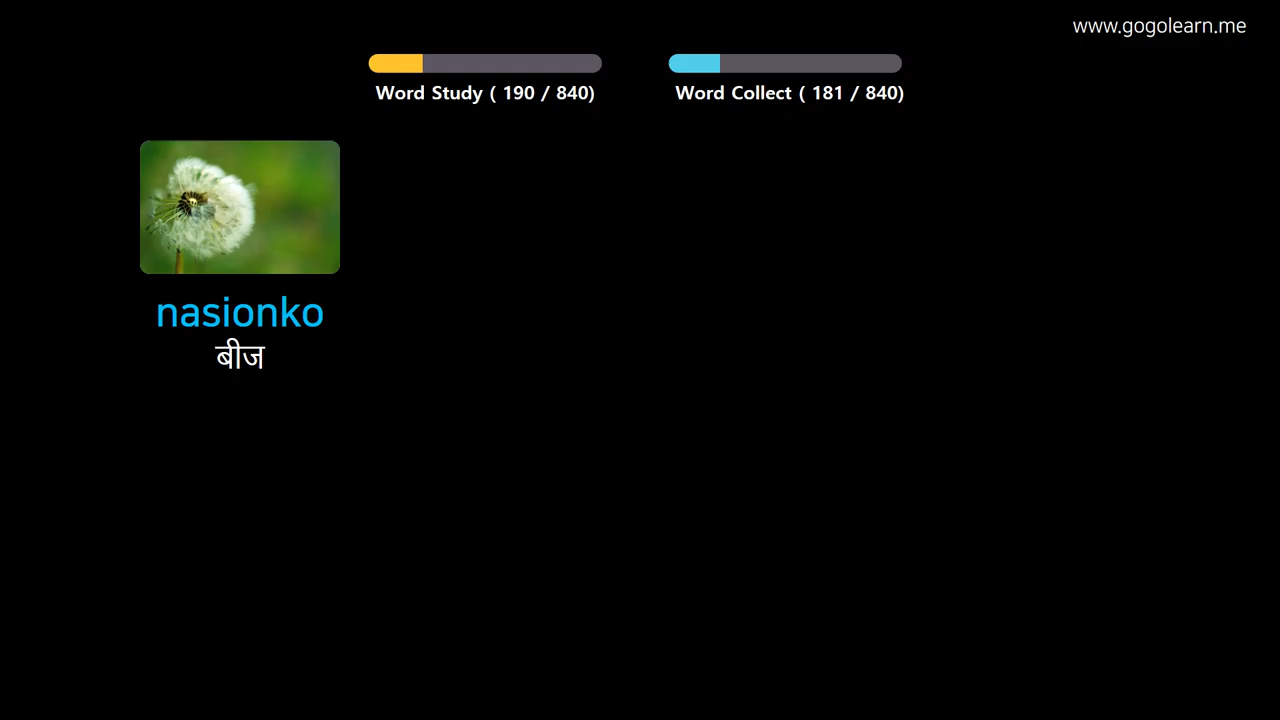 www.gogolearn.me
Word Study ( 190 / 840)
Word Collect ( 181 / 840)
nasionko
बीज